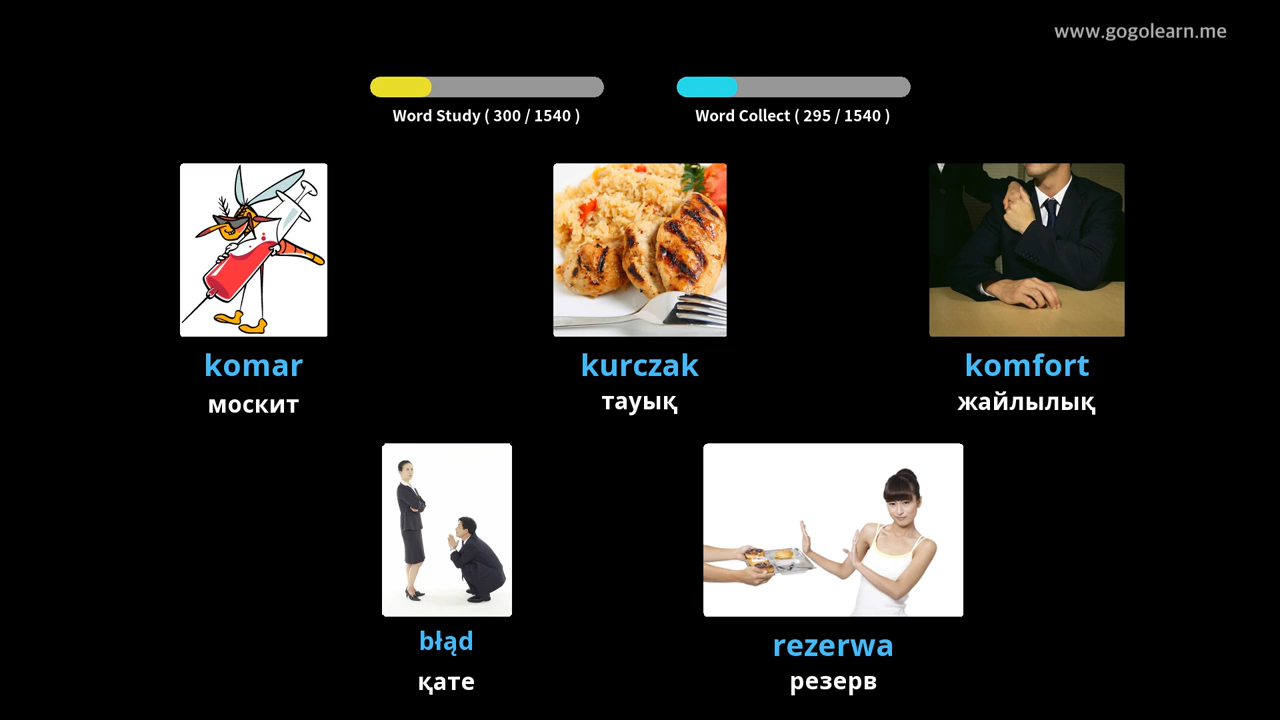 www.gogolearn.me
Word Study ( 300 / 1540 )
Word Collect ( 295 / 1540 )
komar
москит
kurczak
тауық
komfort
жайлылық
błąd
қате
rezerwa
резерв